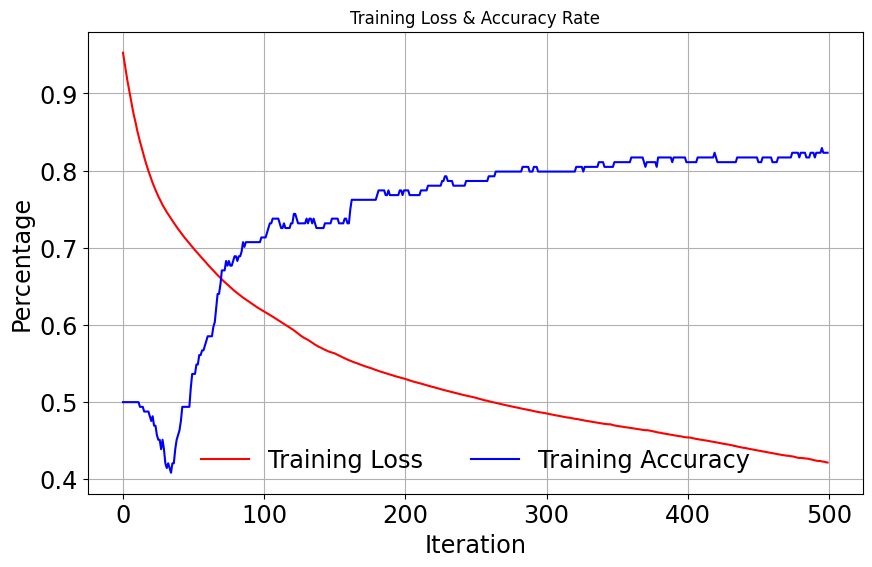 Training Loss & Accuracy Rate
Percentage
0.9
0.8
0.7
0.6
0.5
0.4
Training Loss Training Accuracy
0 100 200 300 400 500
Iteration